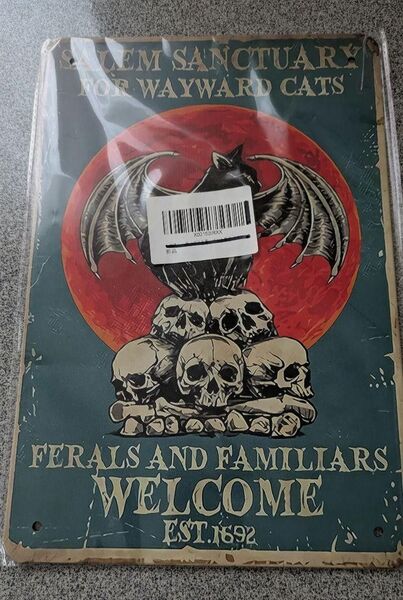 SALEM SANCTUARY
FOR WAYWARD CATS
FERALS AND FAMILIARS
WELCOME
EST.1692